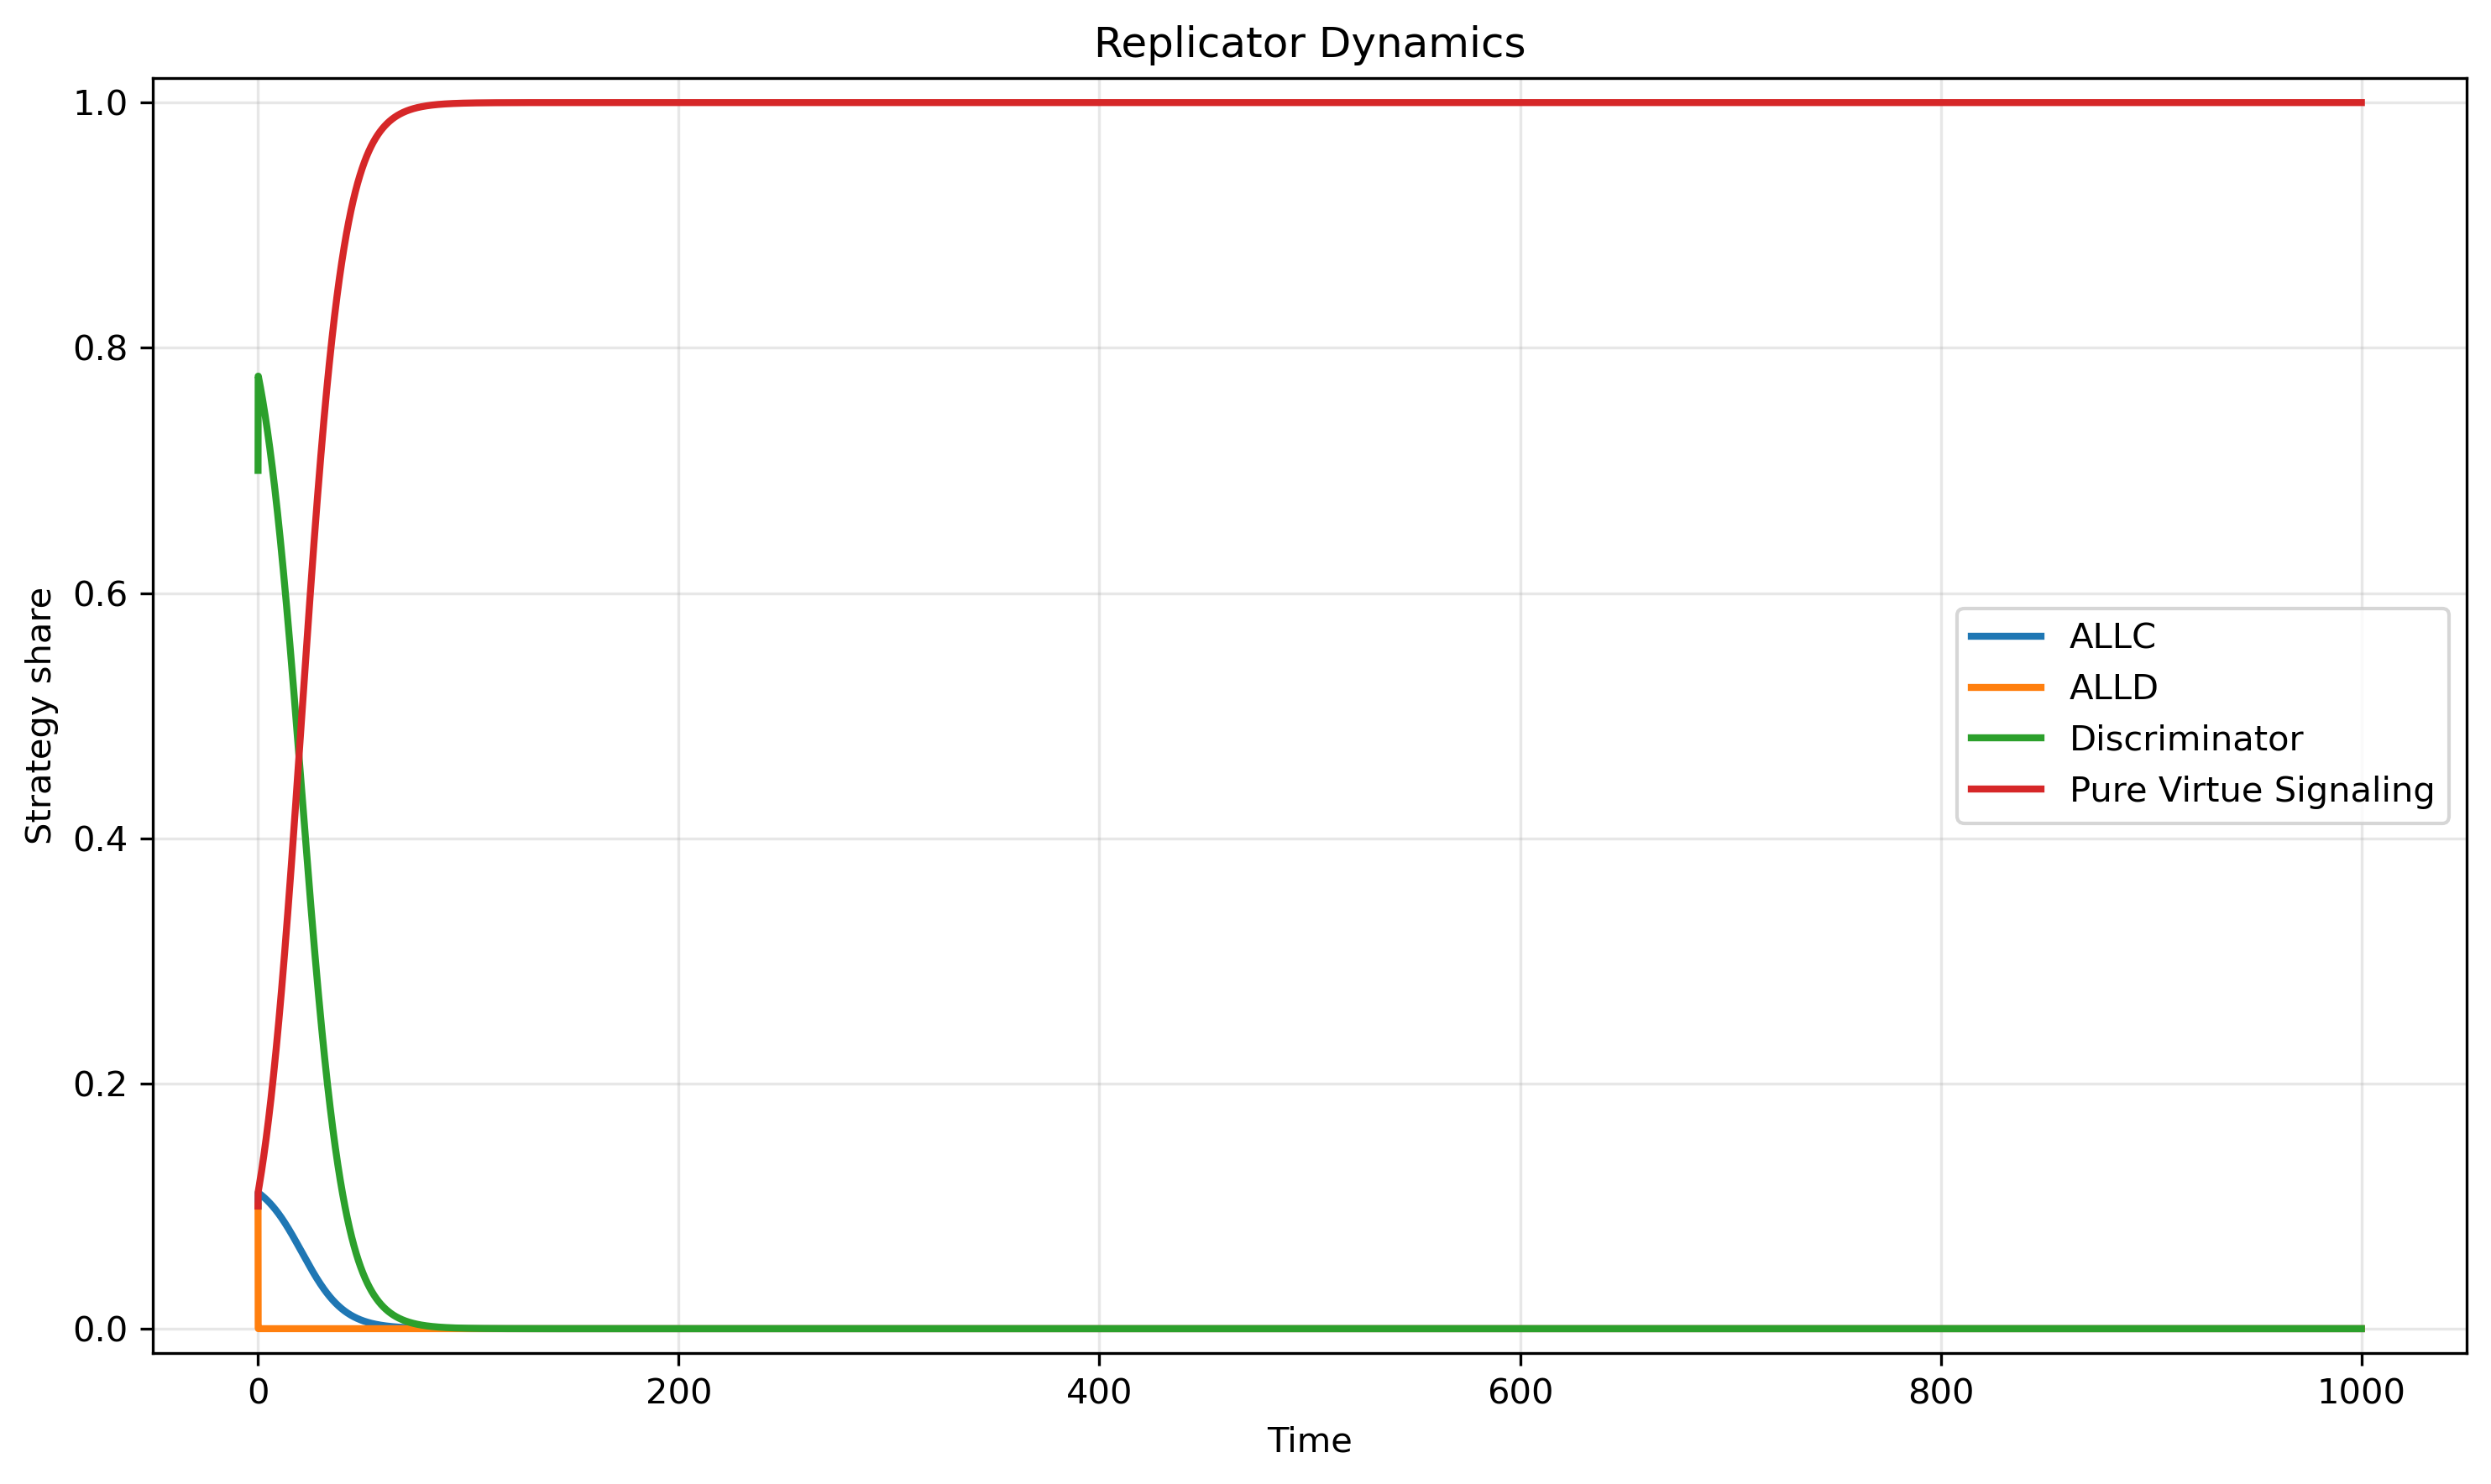 Replicator Dynamics
1.0
0.8
0.6
0.4
0.2
0.0
Strategy share
ALLC
ALLD
Discriminator
Pure Virtue Signaling
0 200 400 600 800 1000
Time